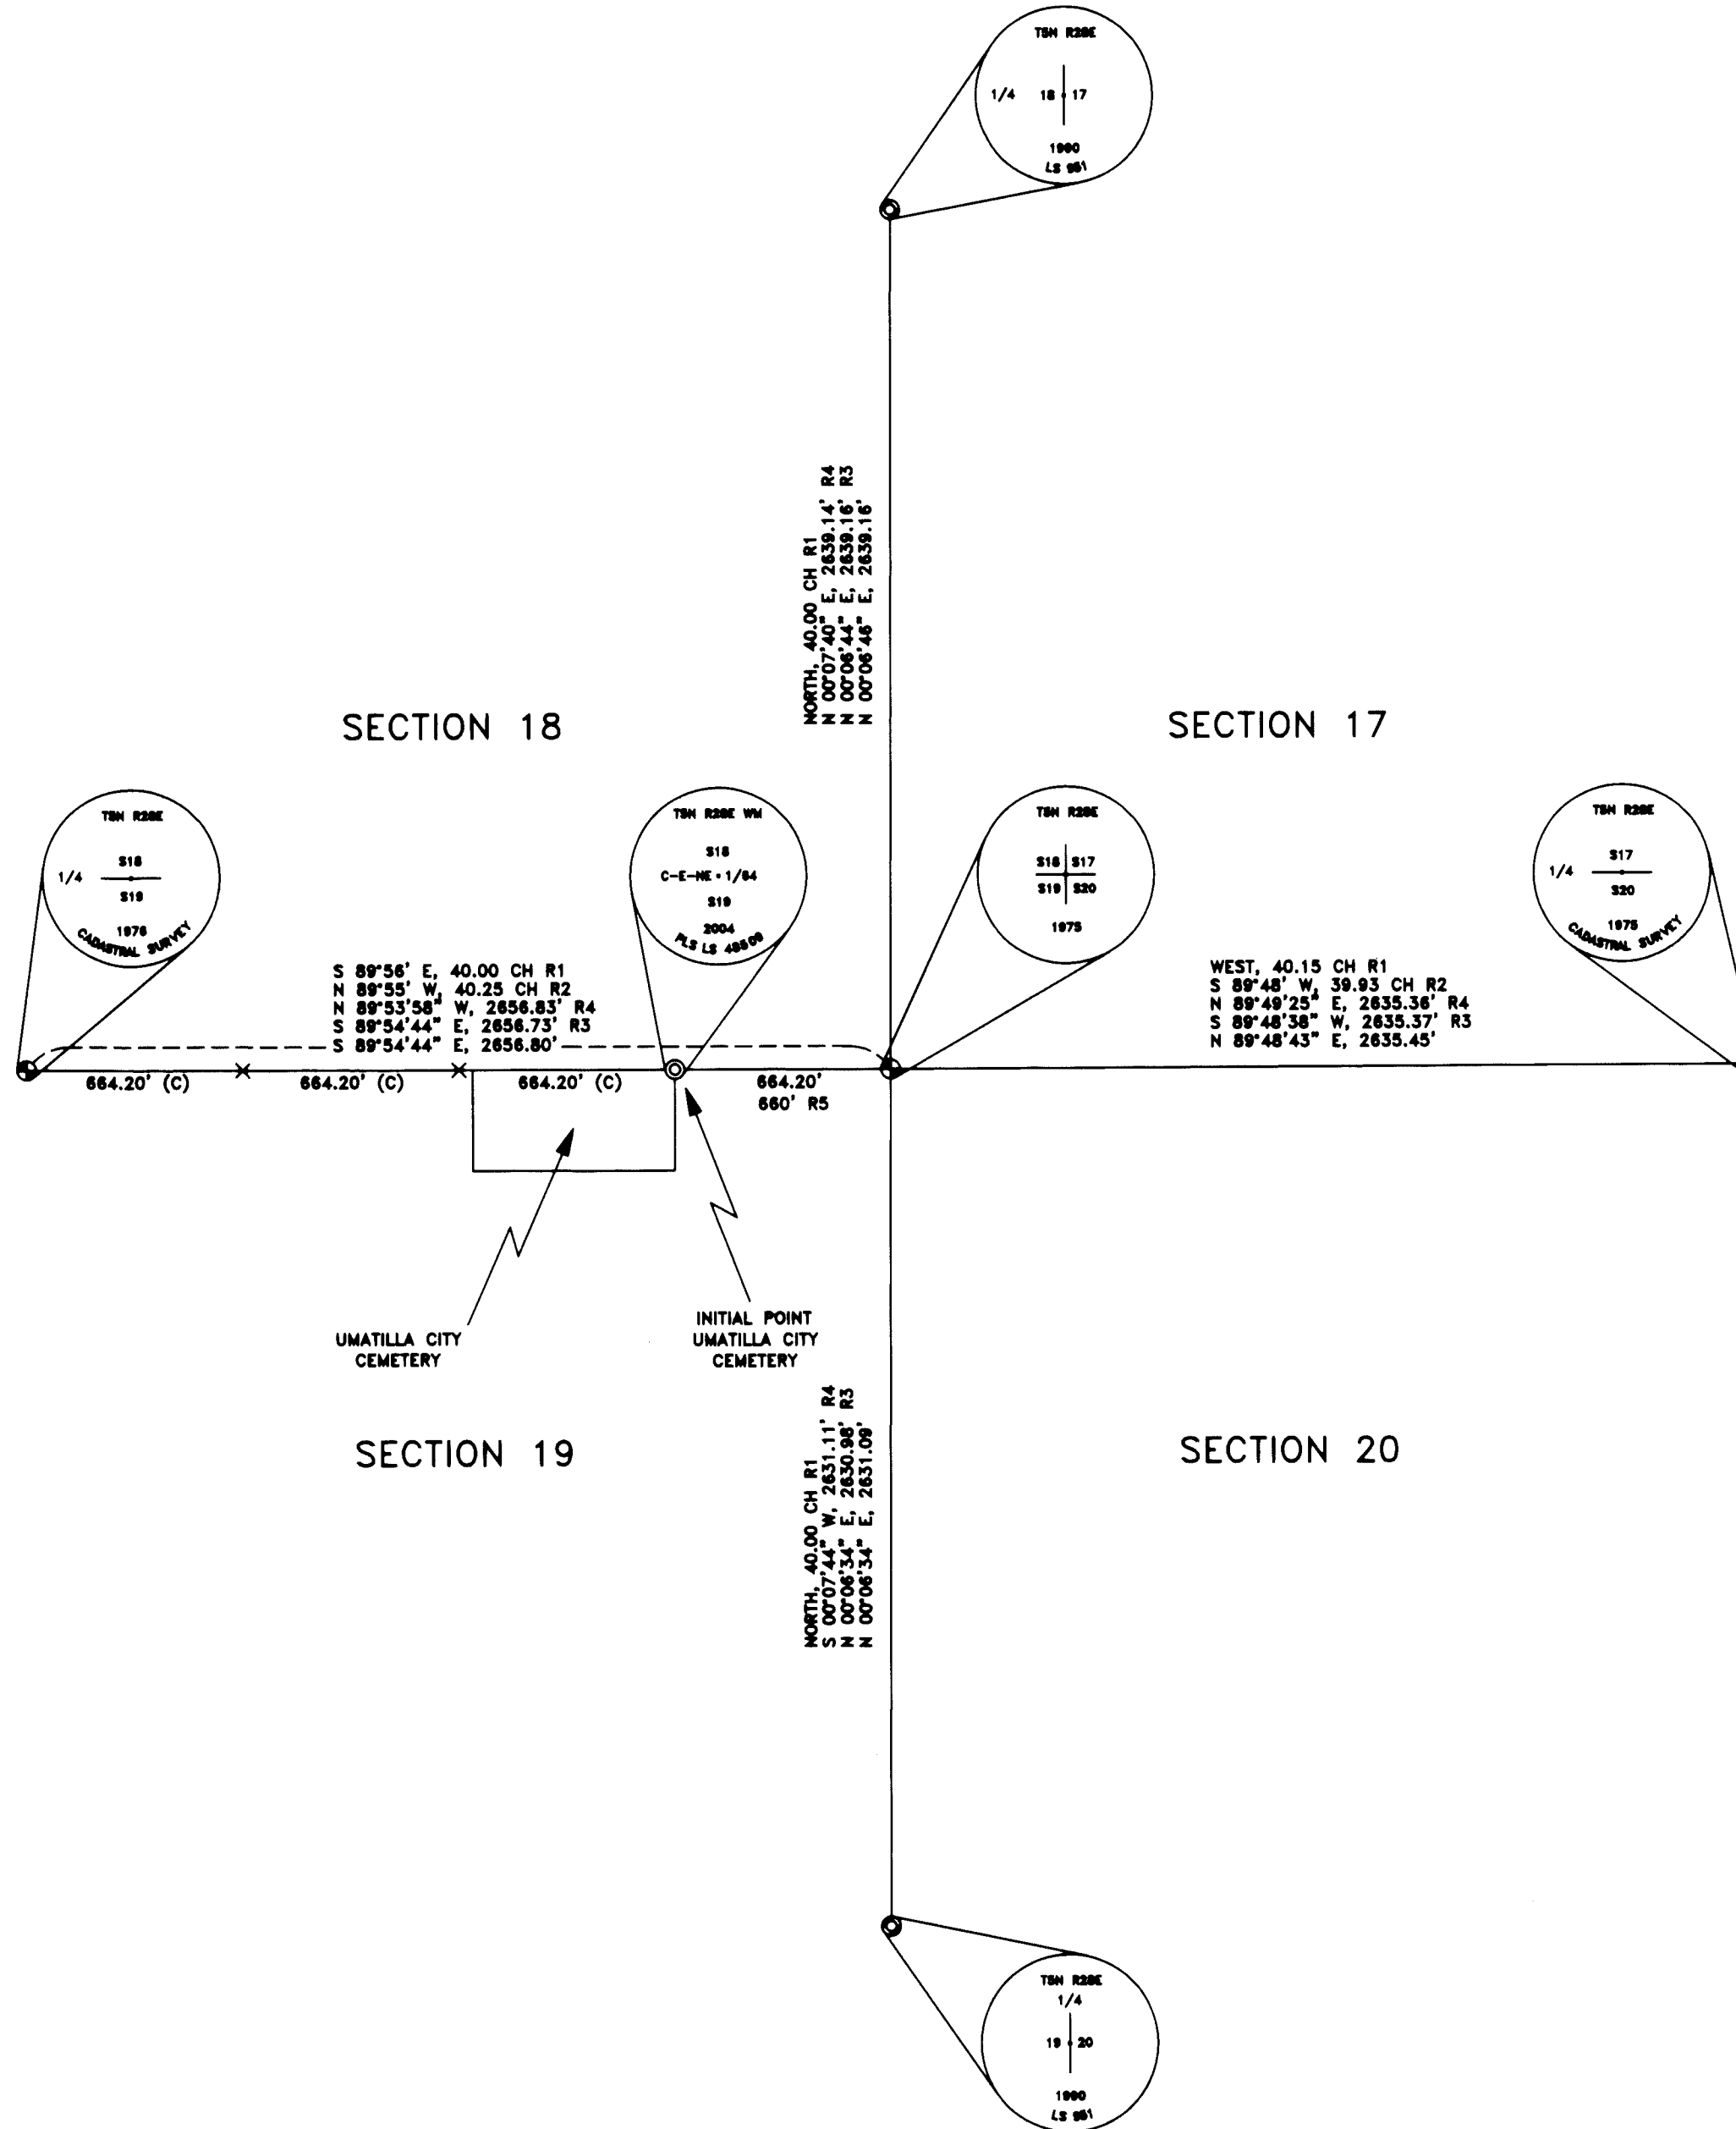 T5N R28E
1/4 18 17
1990
LS 951
NORTH, 40.00 CH R1
N 00°07'40" E, 2639.14' R4
N 00°06'44" E, 2639.16' R3
N 00°06'46" E, 2639.16'
SECTION 18
SECTION 17
T5N R28E
S18
1/4
S19
1976
CADASTRAL SURVEY
T5N R28E WM
S18
C-E-NE • 1/64
S19
2004
PLS LS 48509
T5N R28E
S18 S17
S19 S20
1975
T5N R28E
S17
1/4
S20
1975
CADASTRAL SURVEY
S 89°56' E, 40.00 CH R1
N 89°55' W, 40.25 CH R2
N 89°53'58" W, 2656.83' R4
S 89°54'44" E, 2656.73' R3
S 89°54'44" E, 2656.80'
WEST, 40.15 CH R1
S 89°48' W, 39.93 CH R2
N 89°49'25" E, 2635.36' R4
S 89°48'38" W, 2635.37' R3
N 89°48'43" E, 2635.45'
664.20' (C)
664.20' (C)
664.20' (C)
664.20'
660' R5
UMATILLA CITY
CEMETERY
INITIAL POINT
UMATILLA CITY
CEMETERY
NORTH, 40.00 CH R1
S 00°07'44" W, 2631.11' R4
N 00°06'34" E, 2630.98' R3
N 00°06'34" E, 2631.09'
SECTION 19
SECTION 20
T5N R28E
1/4
19 20
1990
LS 951